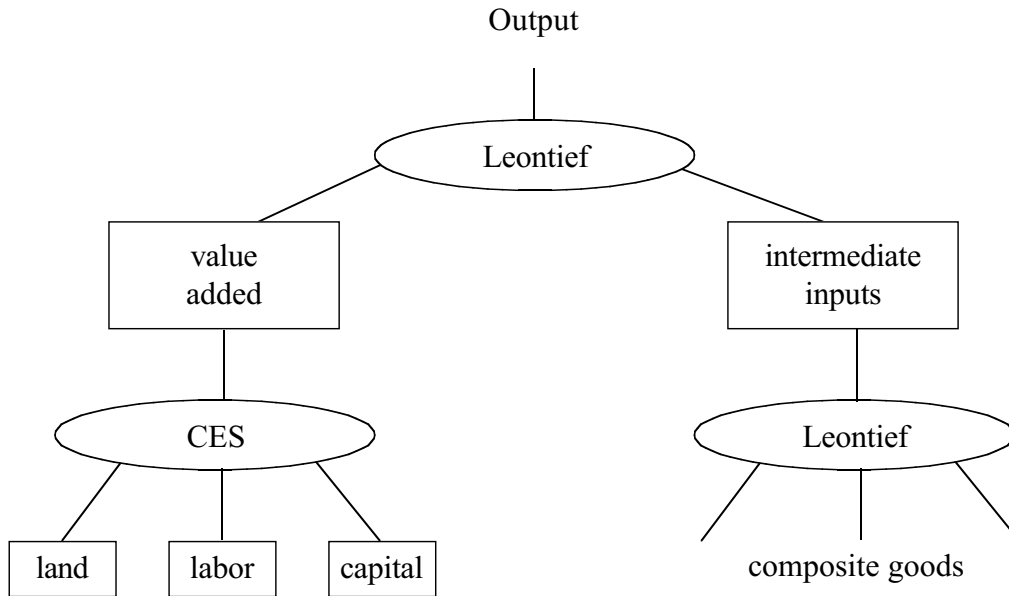 Output
Leontief
value
added
intermediate
inputs
CES
Leontief
land
labor
capital
composite goods